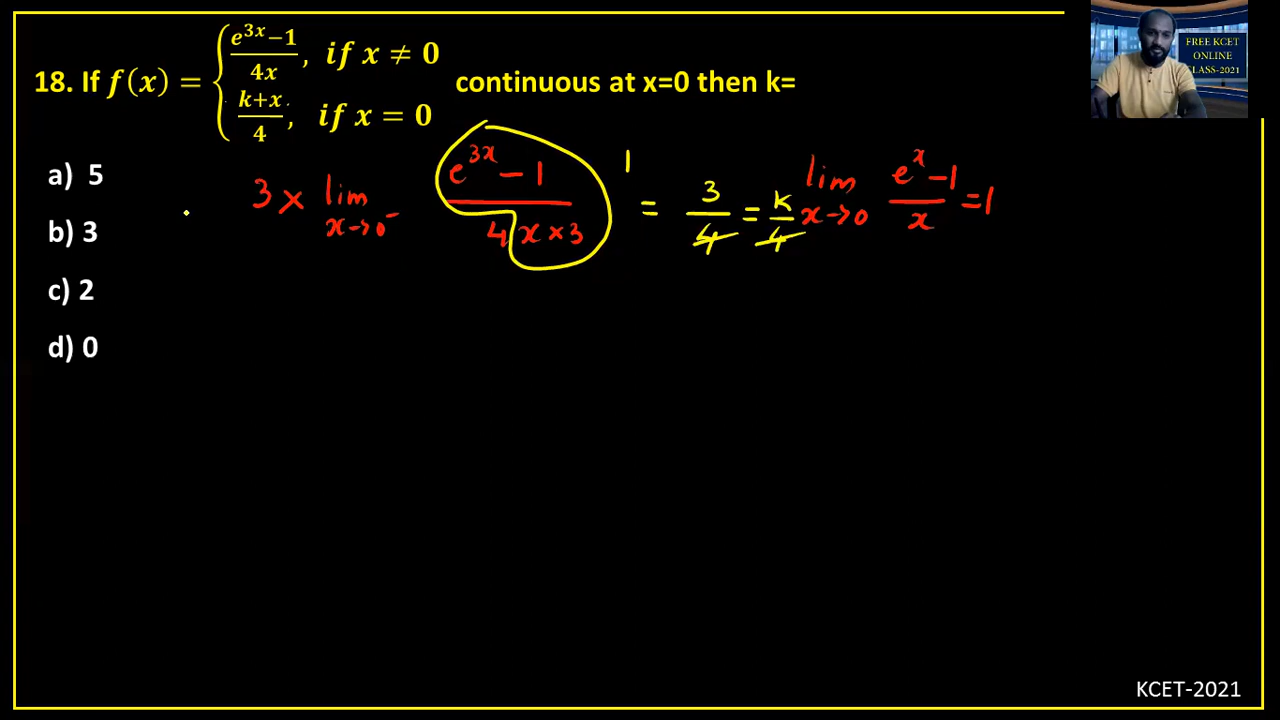 18. If f(x) = { (e^{3x}−1)/4x, if x ≠ 0
(k+x)/4, if x = 0
continuous at x=0 then k=
a) 5
b) 3
c) 2
d) 0
3 × lim x→0⁻ (e^{3x} − 1)/(4x×3) 1 = 3/4 = k/4
lim x→0 (e^x −1)/x = 1
FREE KCET
ONLINE
CLASS-2021
KCET-2021